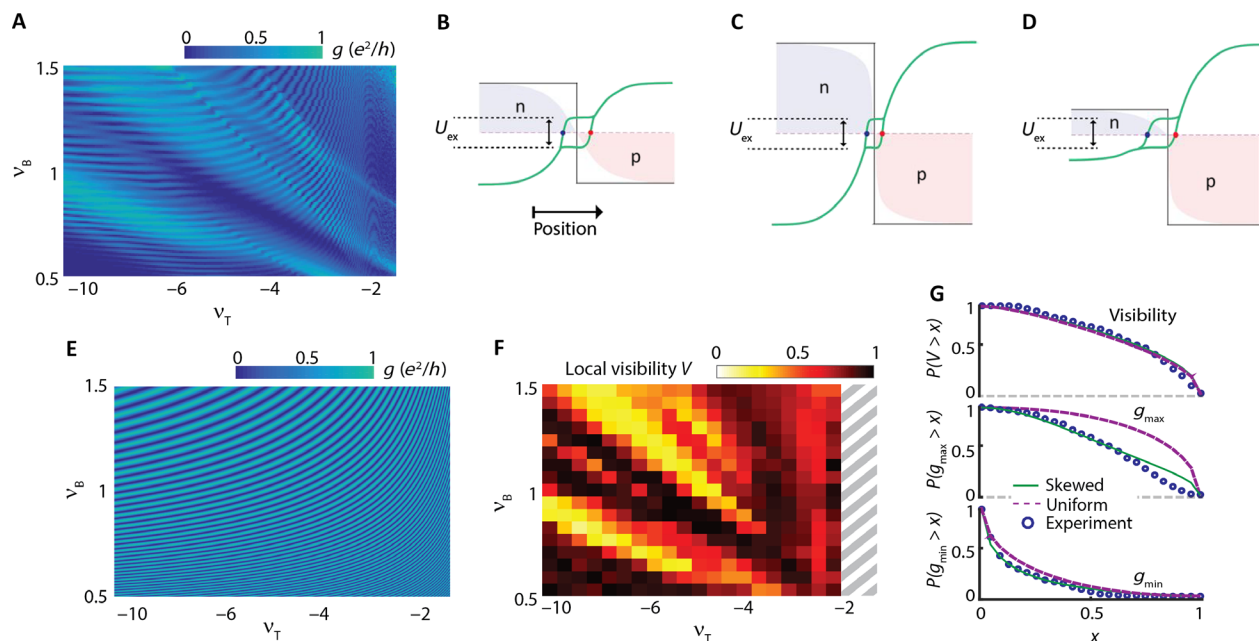 A
0 0.5 1
g (e²/h)
1.5
1
0.5
ν_B
−10 −6 −4 −2
ν_T
B
n
U_ex
p
Position
C
n
U_ex
p
D
n
U_ex
p
E
0 0.5 1
g (e²/h)
1.5
1
0.5
ν_B
−10 −6 −4 −2
ν_T
F
0 0.5 1
Local visibility V
1.5
1
0.5
ν_B
−10 −6 −4 −2
ν_T
G
Visibility
P(V > x)
1
0.5
0
g_max
P(g_max > x)
1
0.5
0
Skewed
Uniform
Experiment
g_min
P(g_min > x)
1
0.5
0
0 0.5 1
x